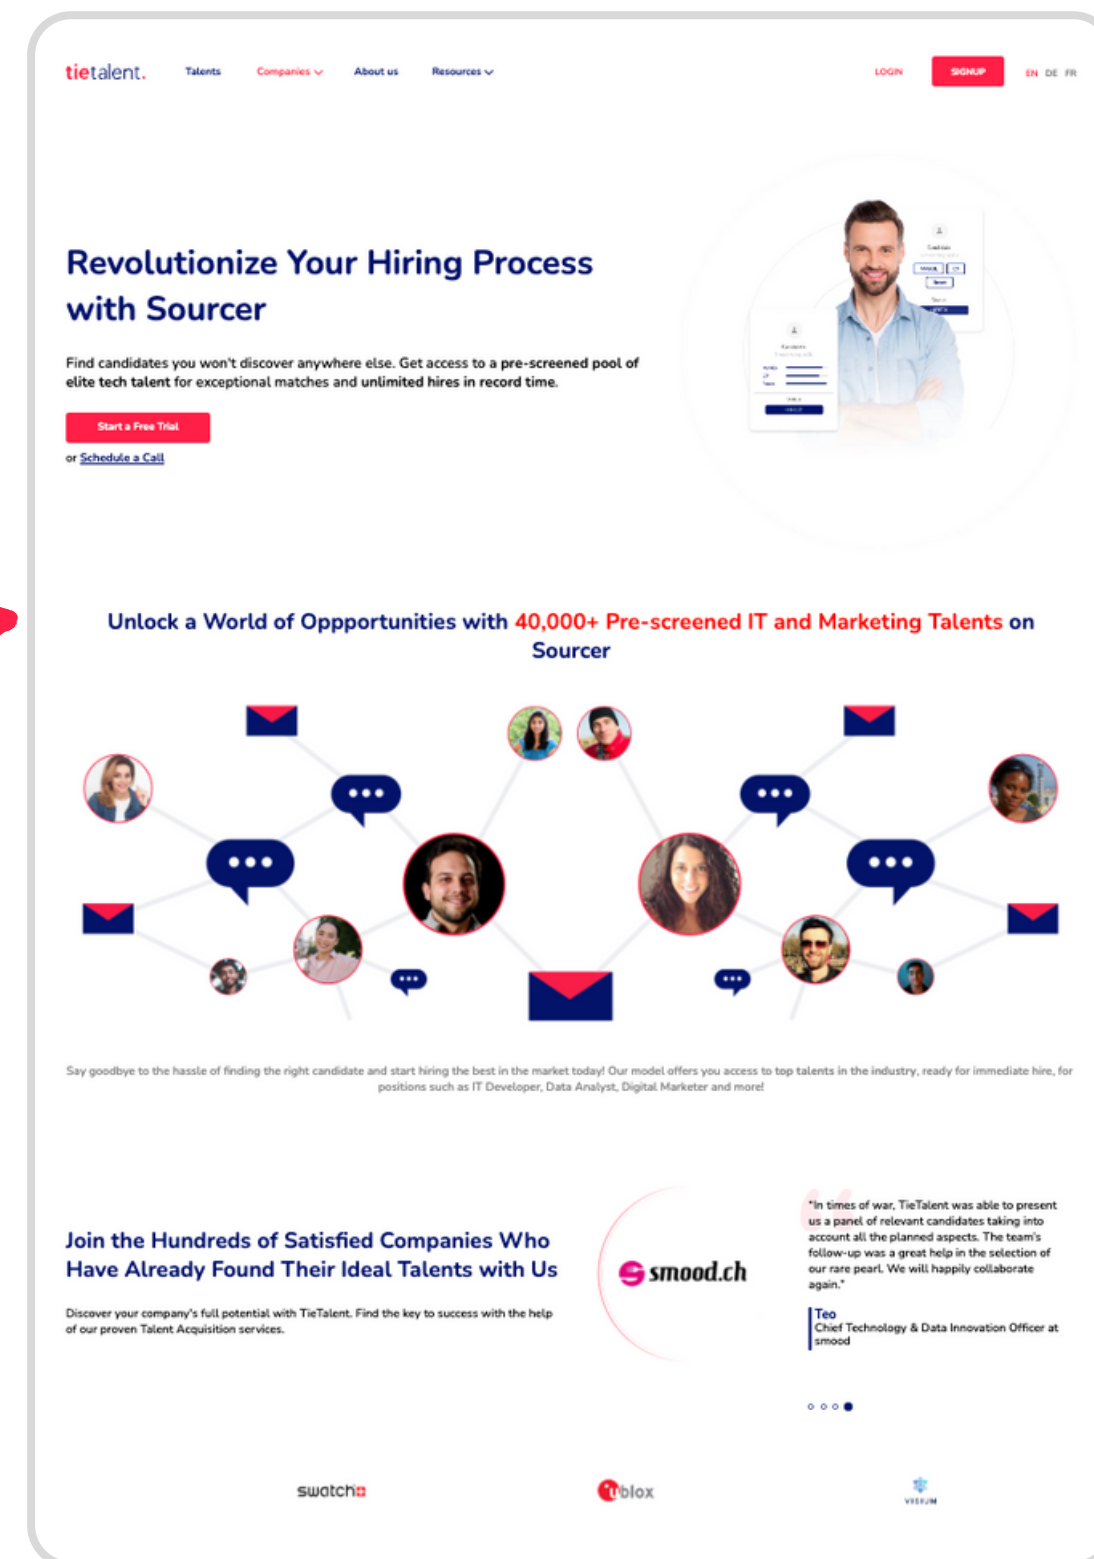 tietalent.
Talents
Companies
About us
Resources
LOGIN
SIGNUP
EN DE FR
Revolutionize Your Hiring Process
with Sourcer
Find candidates you won't discover anywhere else. Get access to a pre-screened pool of
elite tech talent for exceptional matches and unlimited hires in record time.
Start a Free Trial
or Schedule a Call
Unlock a World of Oppportunities with 40,000+ Pre-screened IT and Marketing Talents on
Sourcer
Say goodbye to the hassle of finding the right candidate and start hiring the best in the market today! Our model offers you access to top talents in the industry, ready for immediate hire, for
positions such as IT Developer, Data Analyst, Digital Marketer and more!
Join the Hundreds of Satisfied Companies Who
Have Already Found Their Ideal Talents with Us
Discover your company's full potential with TieTalent. Find the key to success with the help
of our proven Talent Acquisition services.
smood.ch
"In times of war, TieTalent was able to present
us a panel of relevant candidates taking into
account all the planned aspects. The team's
follow-up was a great help in the selection of
our rare pearl. We will happily collaborate
again."
Teo
Chief Technology & Data Innovation Officer at
smood
swatch
ublox
VISIUM